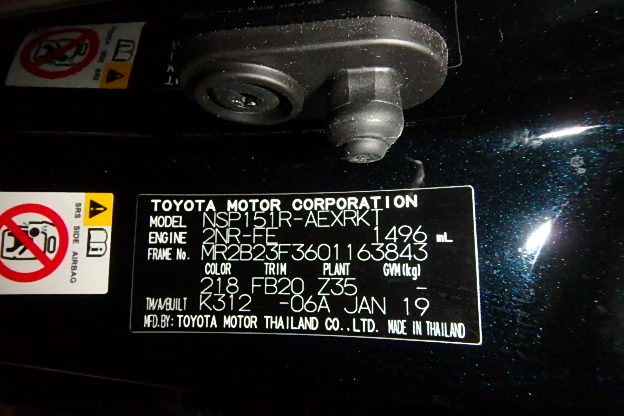 TOYOTA MOTOR CORPORATION
MODEL NSP151R-AEXRKT
ENGINE 2NR-FE 1496 mL
FRAME No. MR2B23F3601163843
COLOR TRIM PLANT GVM(kg)
218 FB20 Z35 -
TM/A/BUILT K312 -06A JAN 19
MFD.BY: TOYOTA MOTOR THAILAND CO.,LTD. MADE IN THAILAND
SRS SIDE AIRBAG